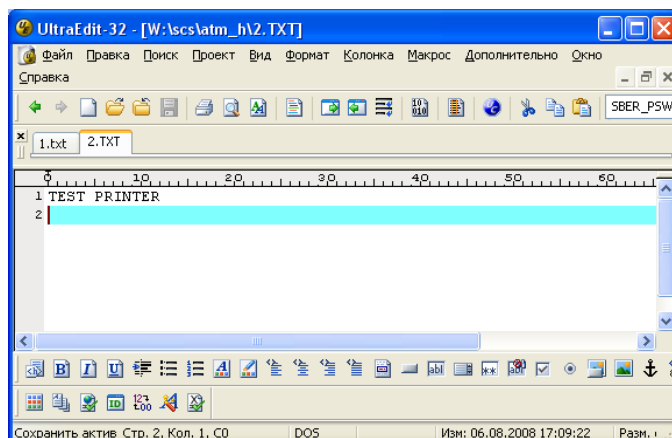 UltraEdit-32 - [W:\scs\atm_h\2.TXT]
Файл Правка Поиск Проект Вид Формат Колонка Макрос Дополнительно Окно
Справка
SBER_PSW
1.txt 2.TXT
0 10 20 30 40 50 60
1 TEST PRINTER
2
Сохранить актив Стр. 2, Кол. 1, C0 DOS Изм: 06.08.2008 17:09:22 Разм.